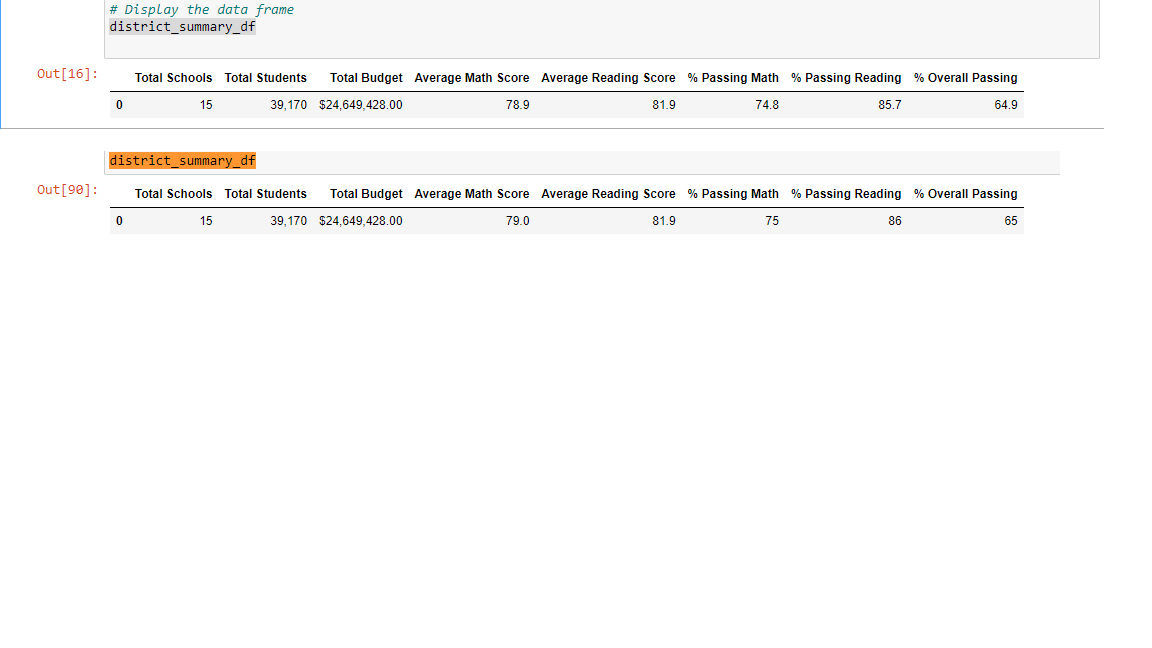 # Display the data frame
district_summary_df
Out[16]:
Total Schools Total Students Total Budget Average Math Score Average Reading Score % Passing Math % Passing Reading % Overall Passing
0 15 39,170 $24,649,428.00 78.9 81.9 74.8 85.7 64.9
district_summary_df
Out[90]:
Total Schools Total Students Total Budget Average Math Score Average Reading Score % Passing Math % Passing Reading % Overall Passing
0 15 39,170 $24,649,428.00 79.0 81.9 75 86 65